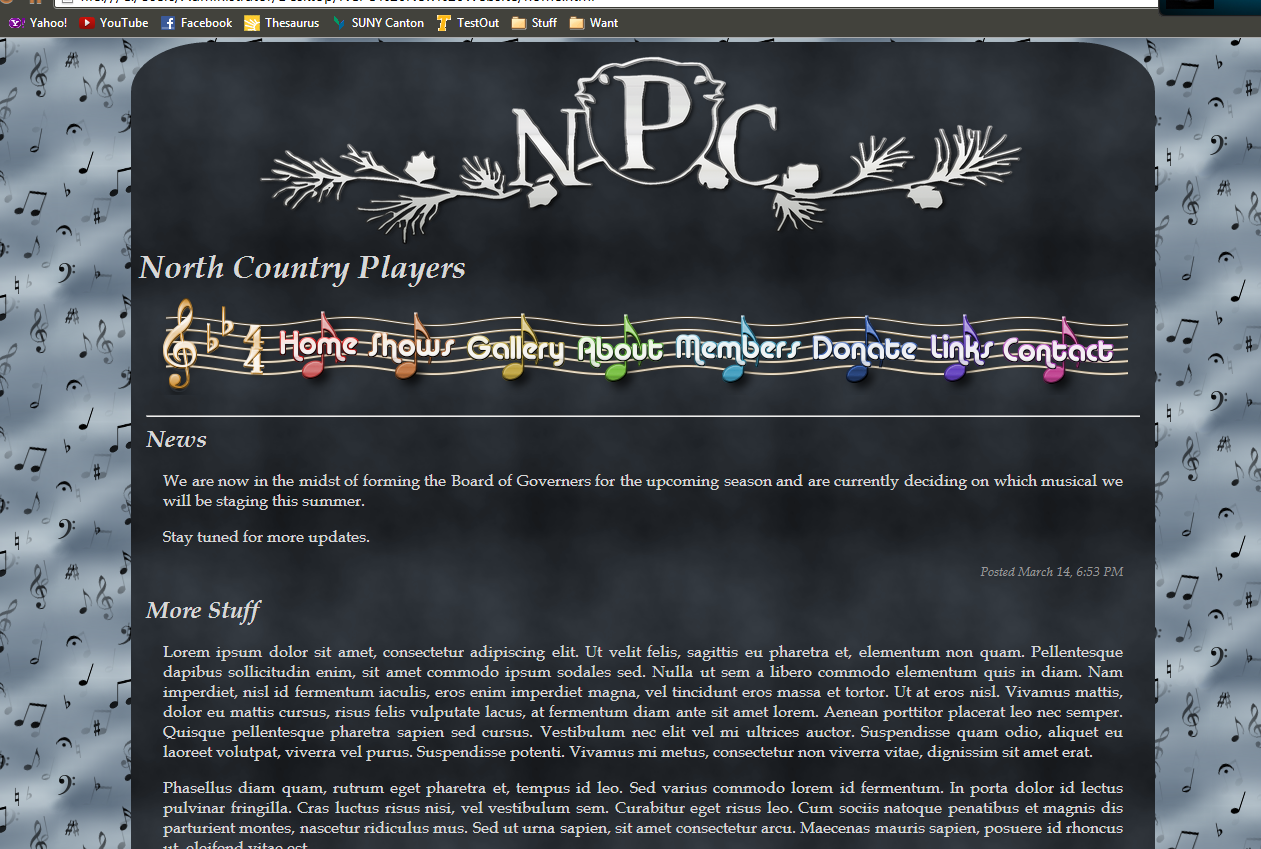 Yahoo! YouTube Facebook Thesaurus SUNY Canton TestOut Stuff Want
NPC
North Country Players
4
4
Home Shows Gallery About Members Donate Links Contact
News
We are now in the midst of forming the Board of Governers for the upcoming season and are currently deciding on which musical we
will be staging this summer.
Stay tuned for more updates.
Posted March 14, 6:53 PM
More Stuff
Lorem ipsum dolor sit amet, consectetur adipiscing elit. Ut velit felis, sagittis eu pharetra et, elementum non quam. Pellentesque
dapibus sollicitudin enim, sit amet commodo ipsum sodales sed. Nulla ut sem a libero commodo elementum quis in diam. Nam
imperdiet, nisl id fermentum iaculis, eros enim imperdiet magna, vel tincidunt eros massa et tortor. Ut at eros nisl. Vivamus mattis,
dolor eu mattis cursus, risus felis vulputate lacus, at fermentum diam ante sit amet lorem. Aenean porttitor placerat leo nec semper.
Quisque pellentesque pharetra sapien sed cursus. Vestibulum nec elit vel mi ultrices auctor. Suspendisse quam odio, aliquet eu
laoreet volutpat, viverra vel purus. Suspendisse potenti. Vivamus mi metus, consectetur non viverra vitae, dignissim sit amet erat.
Phasellus diam quam, rutrum eget pharetra et, tempus id leo. Sed varius commodo lorem id fermentum. In porta dolor id lectus
pulvinar fringilla. Cras luctus risus nisi, vel vestibulum sem. Curabitur eget risus leo. Cum sociis natoque penatibus et magnis dis
parturient montes, nascetur ridiculus mus. Sed ut urna sapien, sit amet consectetur arcu. Maecenas mauris sapien, posuere id rhoncus
ut, eleifend vitae est.